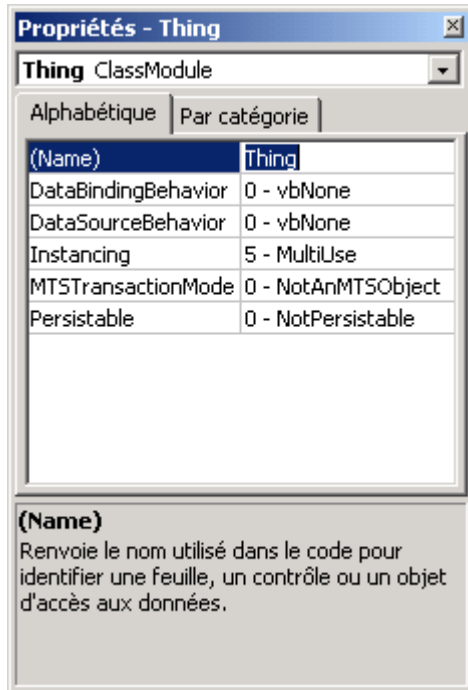 Propriétés - Thing
Thing ClassModule
Alphabétique Par catégorie
(Name) Thing
DataBindingBehavior 0 - vbNone
DataSourceBehavior 0 - vbNone
Instancing 5 - MultiUse
MTSTransactionMode 0 - NotAnMTSObject
Persistable 0 - NotPersistable
(Name)
Renvoie le nom utilisé dans le code pour
identifier une feuille, un contrôle ou un objet
d'accès aux données.